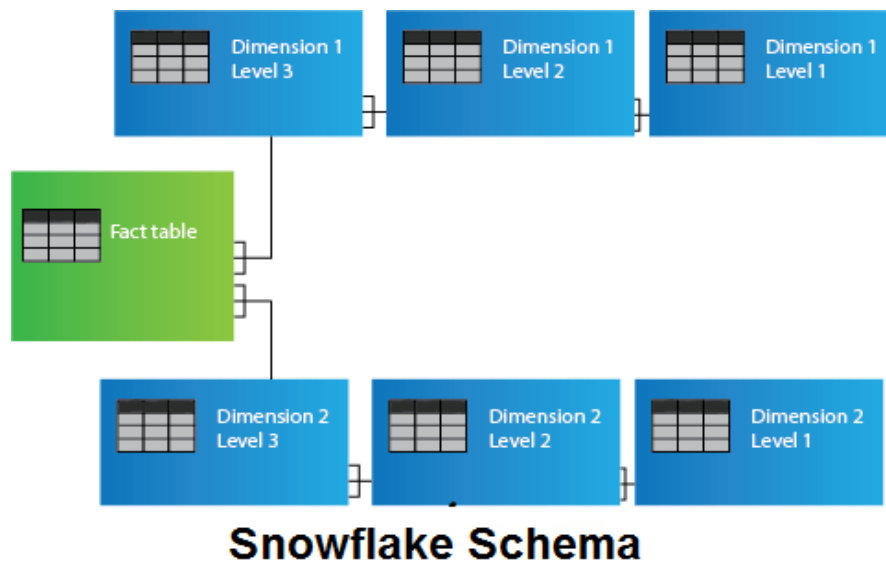 Dimension 1
Level 3
Dimension 1
Level 2
Dimension 1
Level 1
Fact table
Dimension 2
Level 3
Dimension 2
Level 2
Dimension 2
Level 1
Snowflake Schema